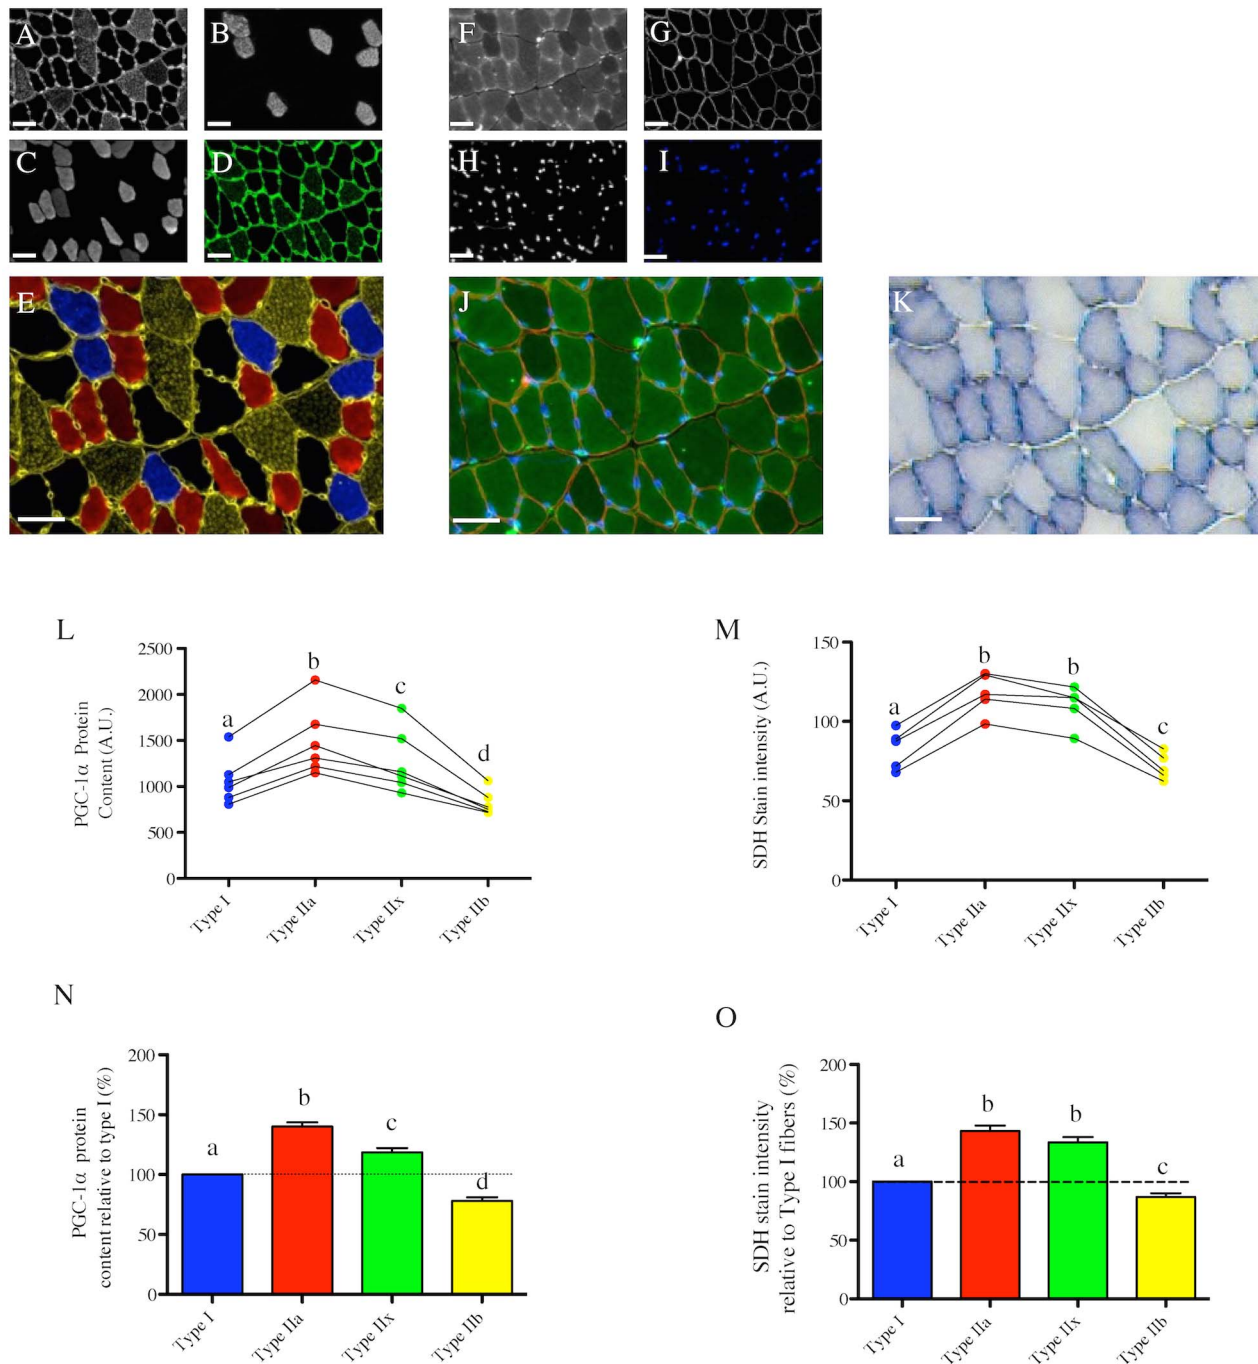 A
B
F
G
C
D
H
I
E
J
K
L
PGC-1α Protein
Content (A.U.)
2500
2000
1500
1000
500
0
a
b
c
d
Type I
Type IIa
Type IIx
Type IIb
M
SDH Stain intensity (A.U.)
150
100
50
0
a
b
b
c
Type I
Type IIa
Type IIx
Type IIb
N
PGC-1α protein
content relative to type I (%)
200
150
100
50
0
a
b
c
d
Type I
Type IIa
Type IIx
Type IIb
O
SDH stain intensity
relative to Type I fibers (%)
200
150
100
50
0
a
b
b
c
Type I
Type IIa
Type IIx
Type IIb